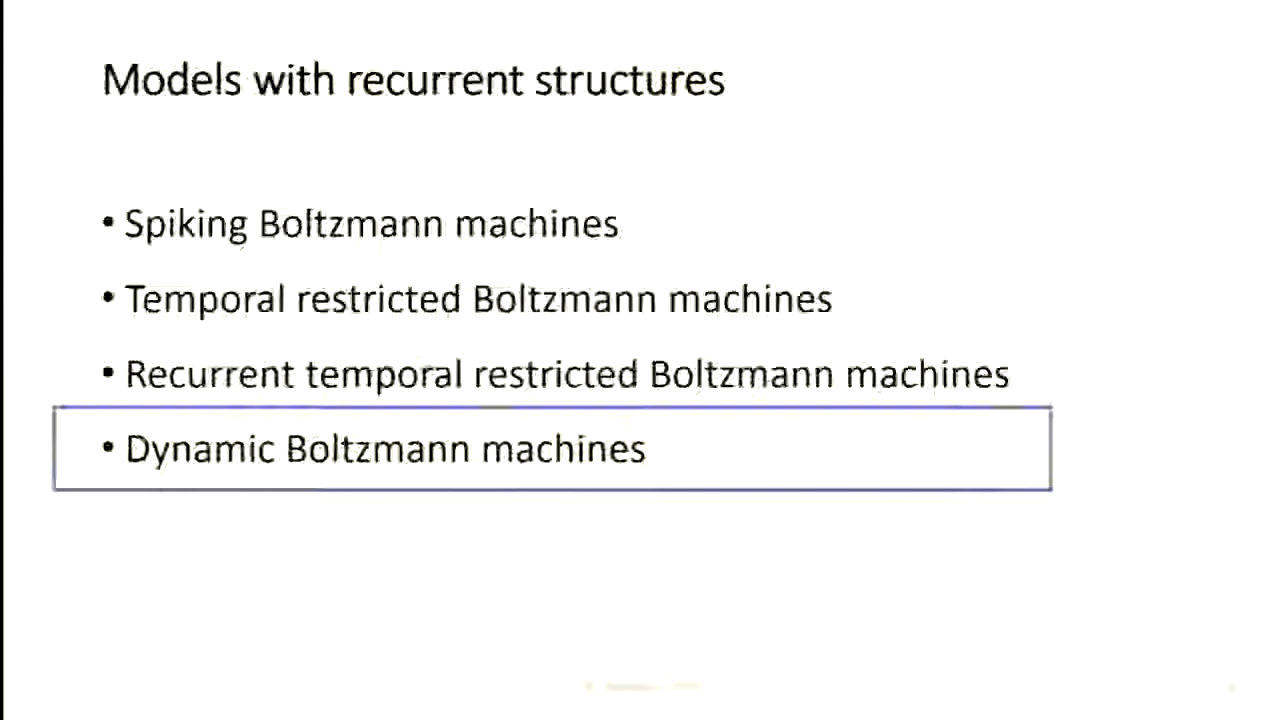 Models with recurrent structures
• Spiking Boltzmann machines
• Temporal restricted Boltzmann machines
• Recurrent temporal restricted Boltzmann machines
• Dynamic Boltzmann machines